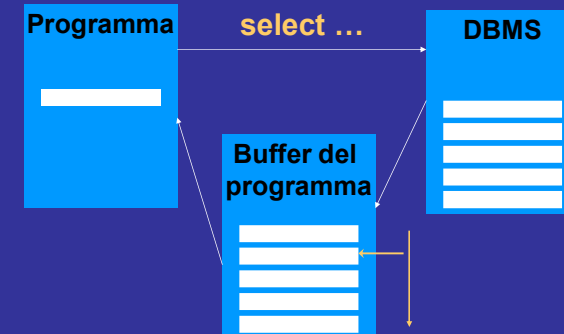 Programma
select …
DBMS
Buffer del
programma